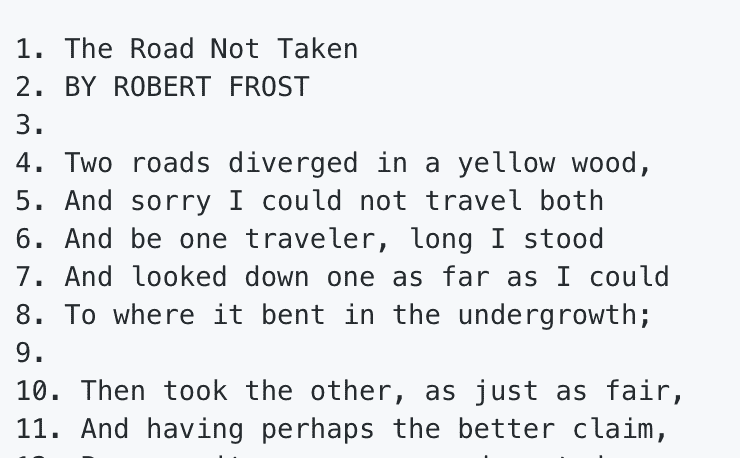 1. The Road Not Taken
2. BY ROBERT FROST
3.
4. Two roads diverged in a yellow wood,
5. And sorry I could not travel both
6. And be one traveler, long I stood
7. And looked down one as far as I could
8. To where it bent in the undergrowth;
9.
10. Then took the other, as just as fair,
11. And having perhaps the better claim,